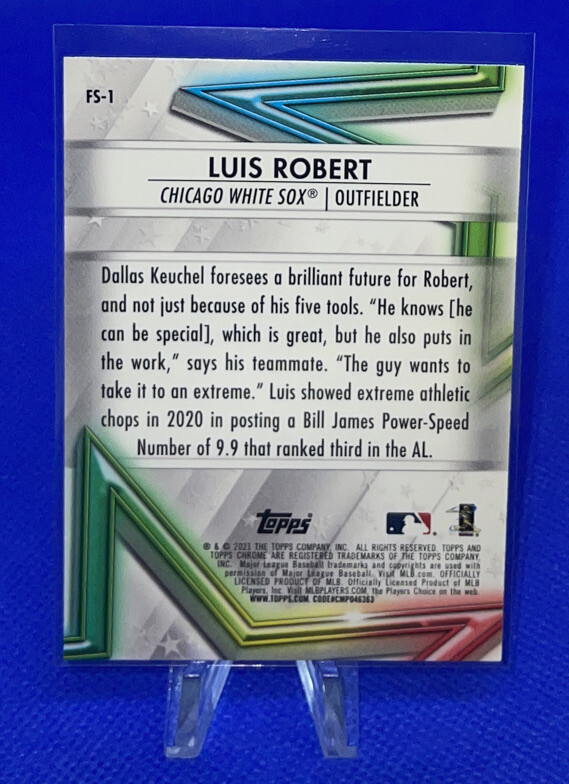 FS-1
LUIS ROBERT
CHICAGO WHITE SOX® | OUTFIELDER
Dallas Keuchel foresees a brilliant future for Robert,
and not just because of his five tools. “He knows [he
can be special], which is great, but he also puts in
the work,” says his teammate. “The guy wants to
take it to an extreme.” Luis showed extreme athletic
chops in 2020 in posting a Bill James Power-Speed
Number of 9.9 that ranked third in the AL.
Topps
® & © 2021 THE TOPPS COMPANY, INC. ALL RIGHTS RESERVED. TOPPS AND
TOPPS CHROME ARE REGISTERED TRADEMARKS OF THE TOPPS COMPANY,
INC. Major League Baseball trademarks and copyrights are used with
permission of Major League Baseball. Visit MLB.com. OFFICIALLY
LICENSED PRODUCT OF MLB Officially Licensed Product of MLB
Players, Inc. Visit MLBPLAYERS.COM, the Players Choice on the web.
WWW.TOPPS.COM CODE#CMP046363